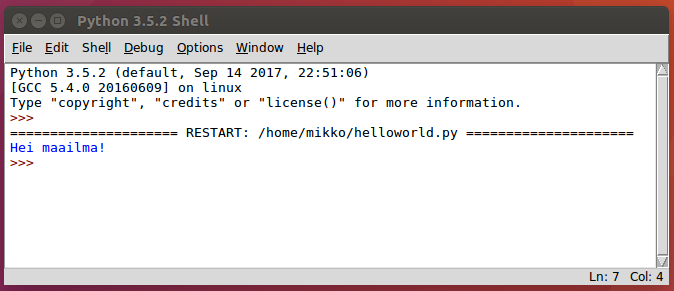 Python 3.5.2 Shell
File Edit Shell Debug Options Window Help
Python 3.5.2 (default, Sep 14 2017, 22:51:06)
[GCC 5.4.0 20160609] on linux
Type "copyright", "credits" or "license()" for more information.
>>>
===================== RESTART: /home/mikko/helloworld.py =====================
Hei maailma!
>>>
Ln: 7 Col: 4